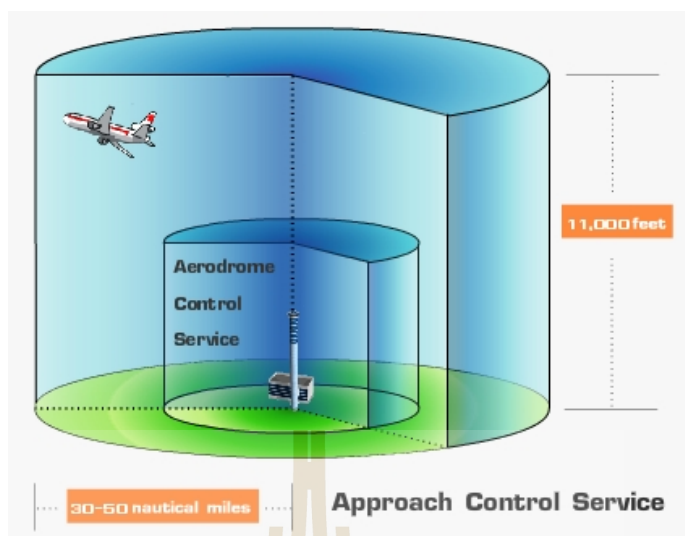 11,000 feet
Aerodrome
Control
Service
30-50 nautical miles
Approach Control Service